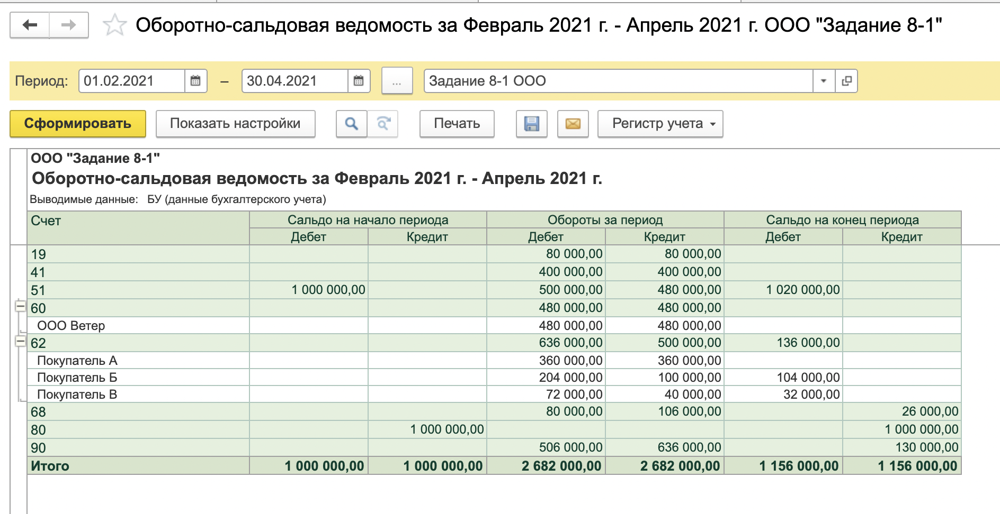 Оборотно-сальдовая ведомость за Февраль 2021 г. - Апрель 2021 г. ООО "Задание 8-1"
Период: 01.02.2021 – 30.04.2021 ... Задание 8-1 ООО
Сформировать Показать настройки Печать Регистр учета
ООО "Задание 8-1"
Оборотно-сальдовая ведомость за Февраль 2021 г. - Апрель 2021 г.
Выводимые данные: БУ (данные бухгалтерского учета)
Счет Сальдо на начало периода Обороты за период Сальдо на конец периода
Дебет Кредит Дебет Кредит Дебет Кредит
19 80 000,00 80 000,00
41 400 000,00 400 000,00
51 1 000 000,00 500 000,00 480 000,00 1 020 000,00
60 480 000,00 480 000,00
ООО Ветер 480 000,00 480 000,00
62 636 000,00 500 000,00 136 000,00
Покупатель А 360 000,00 360 000,00
Покупатель Б 204 000,00 100 000,00 104 000,00
Покупатель В 72 000,00 40 000,00 32 000,00
68 80 000,00 106 000,00 26 000,00
80 1 000 000,00 1 000 000,00
90 506 000,00 636 000,00 130 000,00
Итого 1 000 000,00 1 000 000,00 2 682 000,00 2 682 000,00 1 156 000,00 1 156 000,00